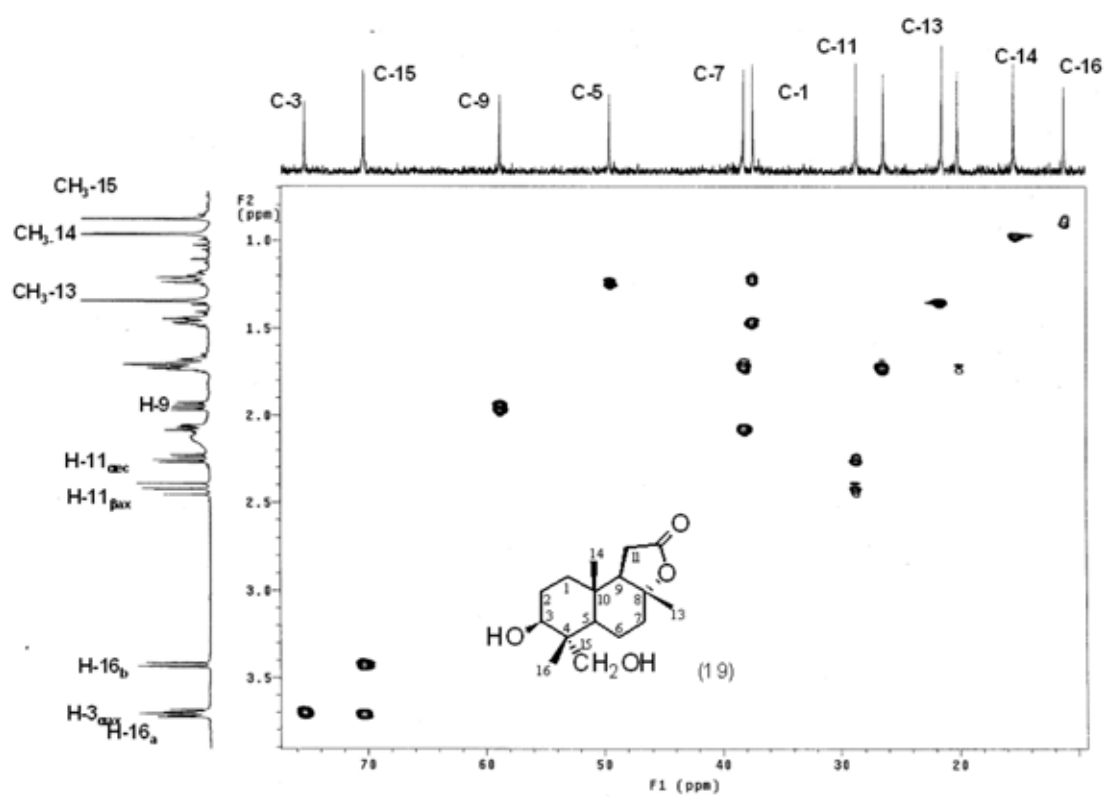 C-13
C-11
C-14
C-15
C-7
C-16
C-3
C-9
C-5
C-1
CH3-15
F2
(ppm)
CH3-14
1.0
CH3-13
1.5
H-9
2.0
H-11αec
H-11βax
2.5
O
14
11
O
3.0
1
9
2
10
8
13
3
5
7
HO
4
6
15
16
CH2OH
(19)
H-16b
3.5
H-3αax
H-16a
70
60
50
40
30
20
F1 (ppm)